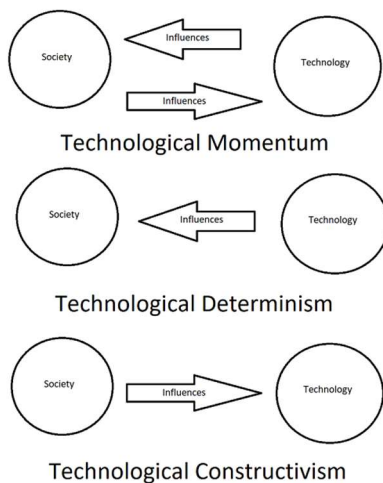 Influences
Society
Technology
Influences
Technological Momentum
Society
Influences
Technology
Technological Determinism
Society
Influences
Technology
Technological Constructivism